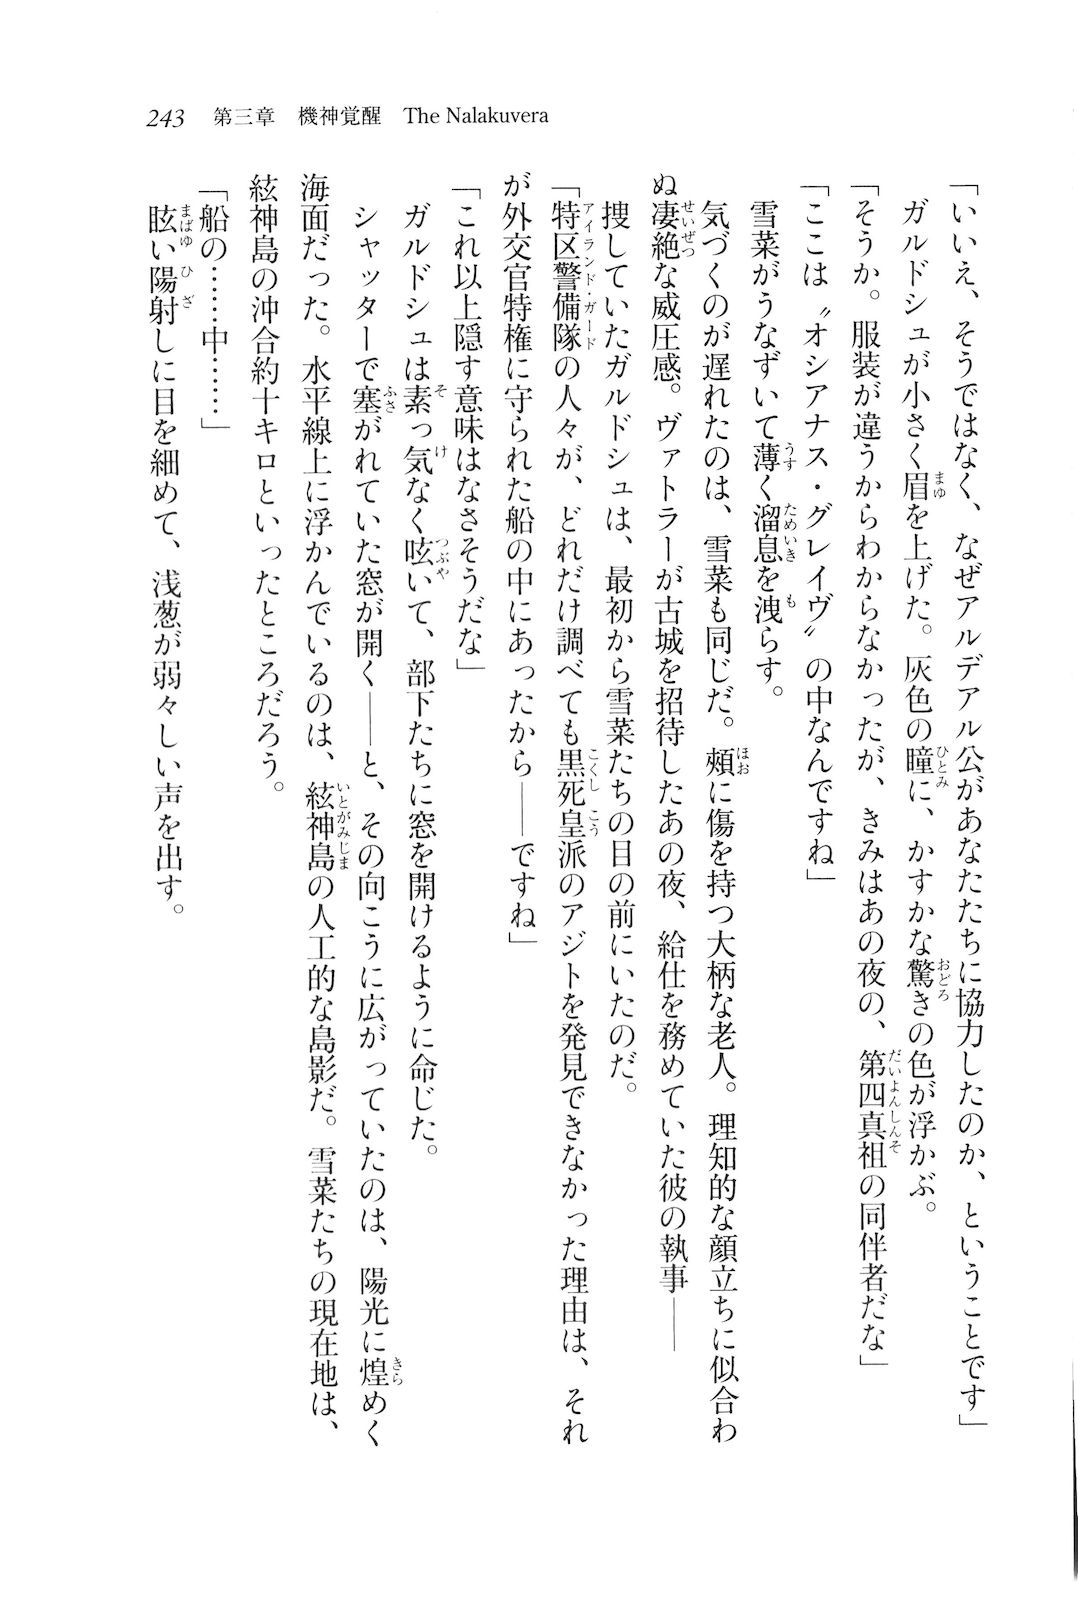 243 第三章 機神覚醒 The Nalakuvera
「いいえ、そうではなく、なぜアルデアル公があなたたちに協力したのか、ということです」
ガルドシュが小さく眉を上げた。灰色の瞳に、かすかな驚きの色が浮かぶ。
「そうか。服装が違うからわからなかったが、きみはあの夜の、第四真祖の同伴者だな」
「ここは〝オシアナス・グレイヴ〟の中なんですね」
雪菜がうなずいて薄く溜息を洩らす。
気づくのが遅れたのは、雪菜も同じだ。頰に傷を持つ大柄な老人。理知的な顔立ちに似合わ
ぬ凄絶な威圧感。ヴァトラーが古城を招待したあの夜、給仕を務めていた彼の執事――
捜していたガルドシュは、最初から雪菜たちの目の前にいたのだ。
「特区警備隊の人々が、どれだけ調べても黒死皇派のアジトを発見できなかった理由は、それ
が外交官特権に守られた船の中にあったから――ですね」
「これ以上隠す意味はなさそうだな」
ガルドシュは素っ気なく呟いて、部下たちに窓を開けるように命じた。
シャッターで塞がれていた窓が開く――と、その向こうに広がっていたのは、陽光に煌めく
海面だった。水平線上に浮かんでいるのは、絃神島の人工的な島影だ。雪菜たちの現在地は、
絃神島の沖合約十キロといったところだろう。
「船の……中……」
眩い陽射しに目を細めて、浅葱が弱々しい声を出す。